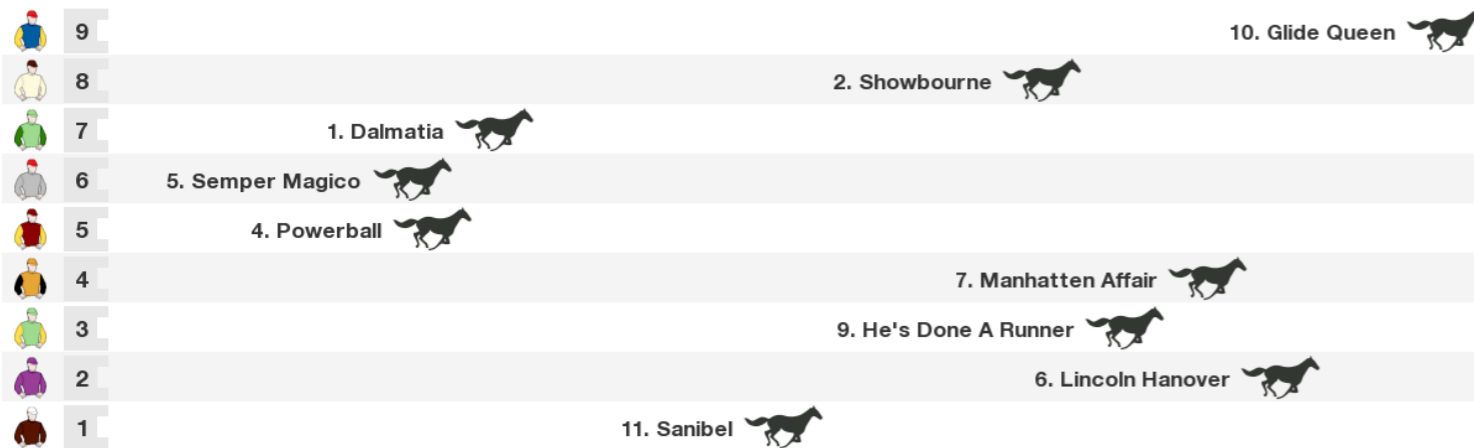 9 10. Glide Queen
8 2. Showbourne
7 1. Dalmatia
6 5. Semper Magico
5 4. Powerball
4 7. Manhatten Affair
3 9. He's Done A Runner
2 6. Lincoln Hanover
1 11. Sanibel